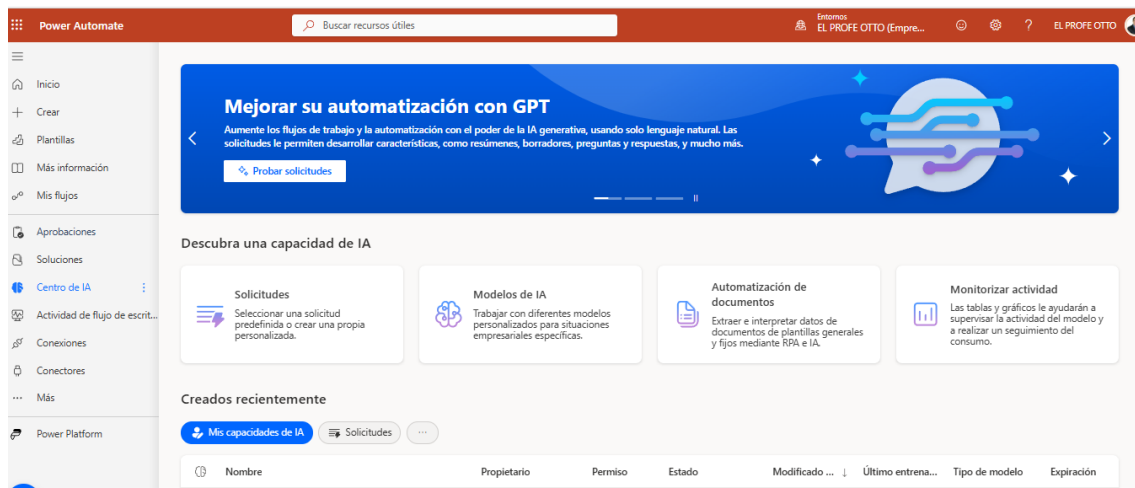 Power Automate
Buscar recursos útiles
Entornos
EL PROFE OTTO (Empre...
?
EL PROFE OTTO
Inicio
Crear
Plantillas
Más información
Mis flujos
Aprobaciones
Soluciones
Centro de IA
Actividad de flujo de escrit...
Conexiones
Conectores
Más
Power Platform
Mejorar su automatización con GPT
Aumente los flujos de trabajo y la automatización con el poder de la IA generativa, usando solo lenguaje natural. Las
solicitudes le permiten desarrollar características, como resúmenes, borradores, preguntas y respuestas, y mucho más.
Probar solicitudes
Descubra una capacidad de IA
Solicitudes
Seleccionar una solicitud
predefinida o crear una propia
personalizada.
Modelos de IA
Trabajar con diferentes modelos
personalizados para situaciones
empresariales específicas.
Automatización de
documentos
Extraer e interpretar datos de
documentos de plantillas generales
y fijos mediante RPA e IA.
Monitorizar actividad
Las tablas y gráficos le ayudarán a
supervisar la actividad del modelo y
a realizar un seguimiento del
consumo.
Creados recientemente
Mis capacidades de IA
Solicitudes
...
Nombre Propietario Permiso Estado Modificado ... ↓ Último entrena... Tipo de modelo Expiración